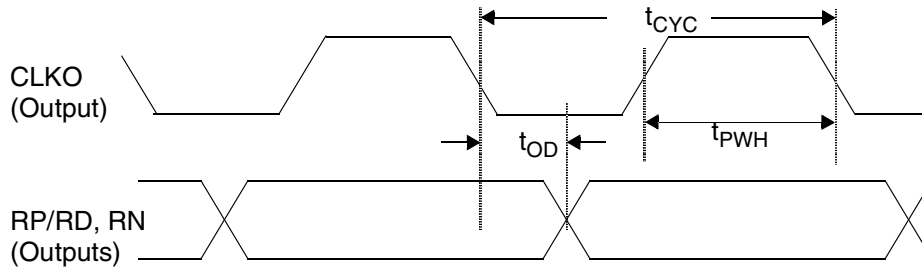 tCYC
CLKO
(Output)
tOD
tPWH
RP/RD, RN
(Outputs)